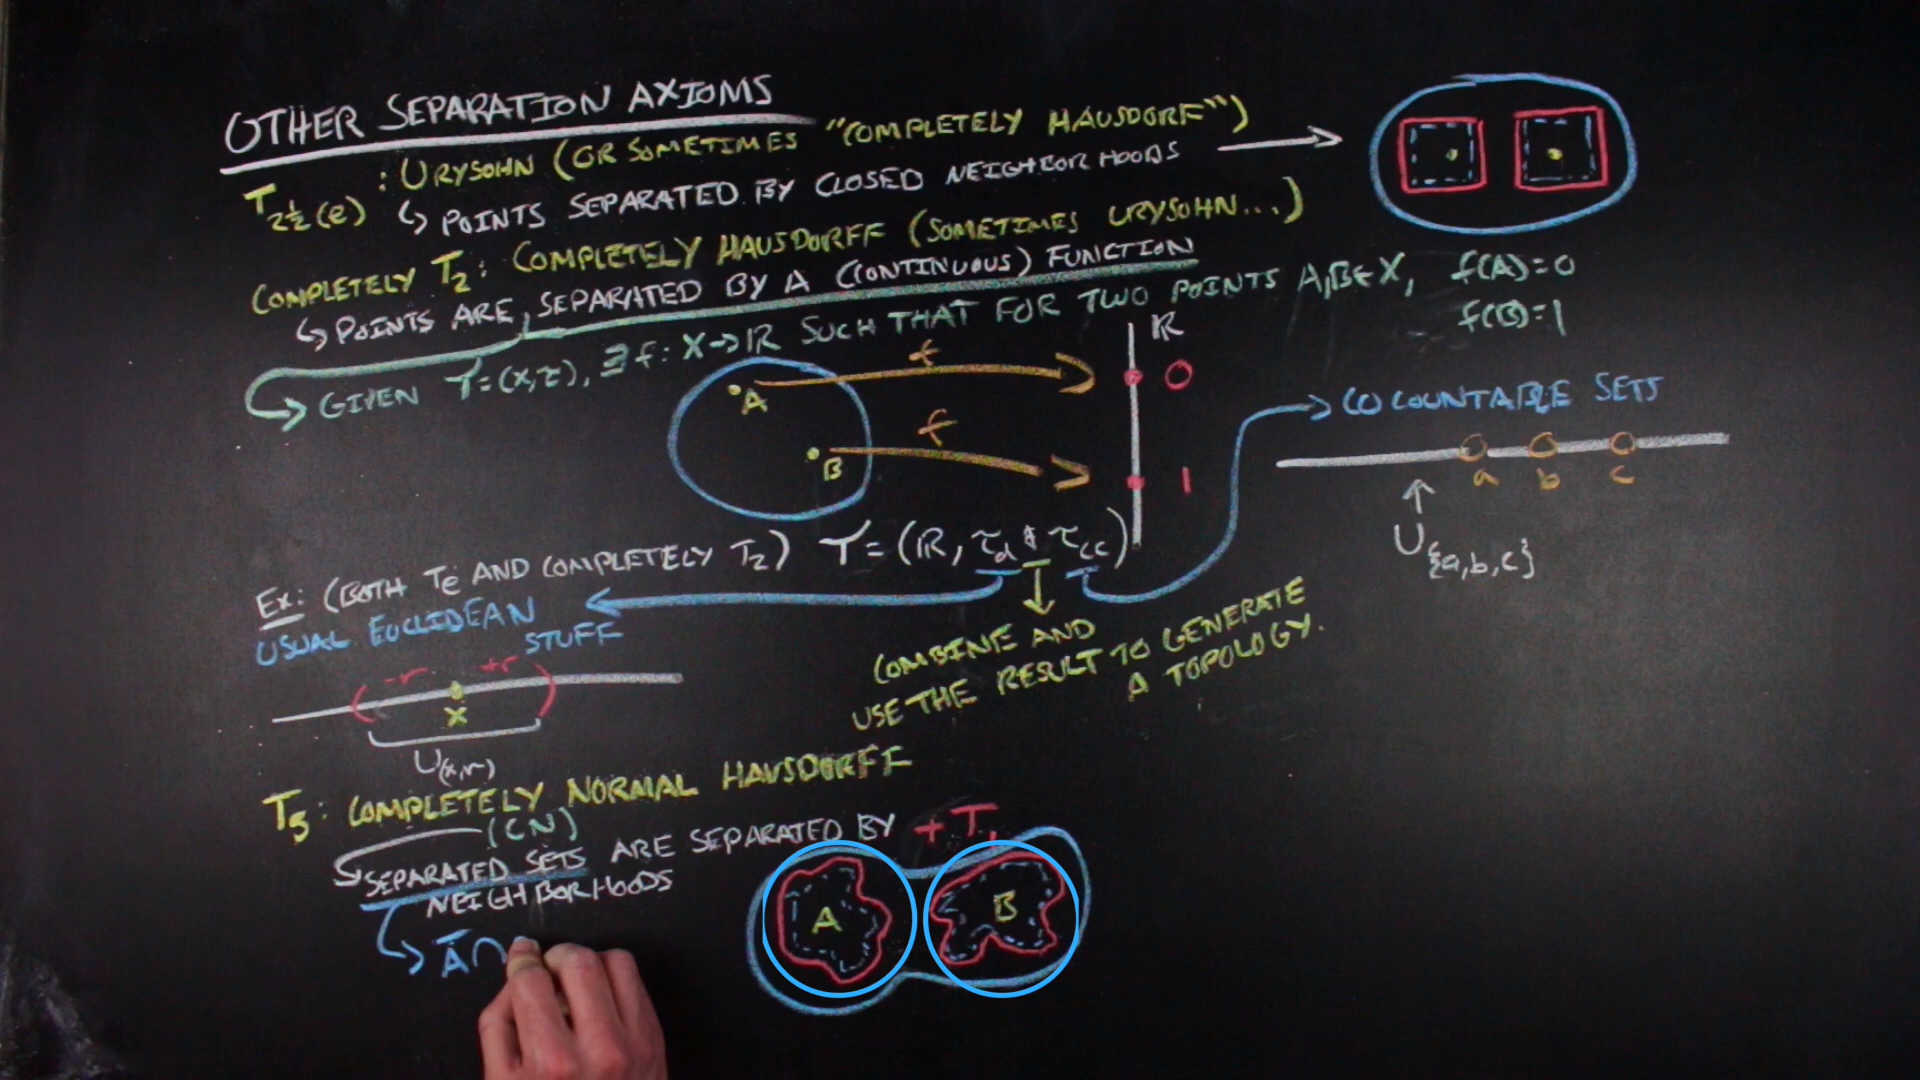 OTHER SEPARATION AXIOMS
T2½(e) : URYSOHN (OR SOMETIMES "COMPLETELY HAUSDORF")
↳ POINTS SEPARATED BY CLOSED NEIGHBORHOODS →
COMPLETELY T2: COMPLETELY HAUSDORFF (SOMETIMES URYSOHN...)
↳ POINTS ARE SEPARATED BY A (CONTINUOUS) FUNCTION
→ GIVEN T=(X,τ), ∃ f: X→ℝ SUCH THAT FOR TWO POINTS A,B∈X, f(A)=0
f(B)=1
ℝ
A f 0
B f 1
→ COCOUNTABLE SETS
a b c
↑
U{a,b,c}
EX: (BOTH Te AND COMPLETELY T2) T=(ℝ, τd & τcc)
USUAL EUCLIDEAN
STUFF
-r +r
x
U(x,r)
COMBINE AND
USE THE RESULT TO GENERATE
A TOPOLOGY.
T5: COMPLETELY NORMAL HAUSDORFF
(CN) + T1
SEPARATED SETS ARE SEPARATED BY
NEIGHBORHOODS
A B
→ Ā∩